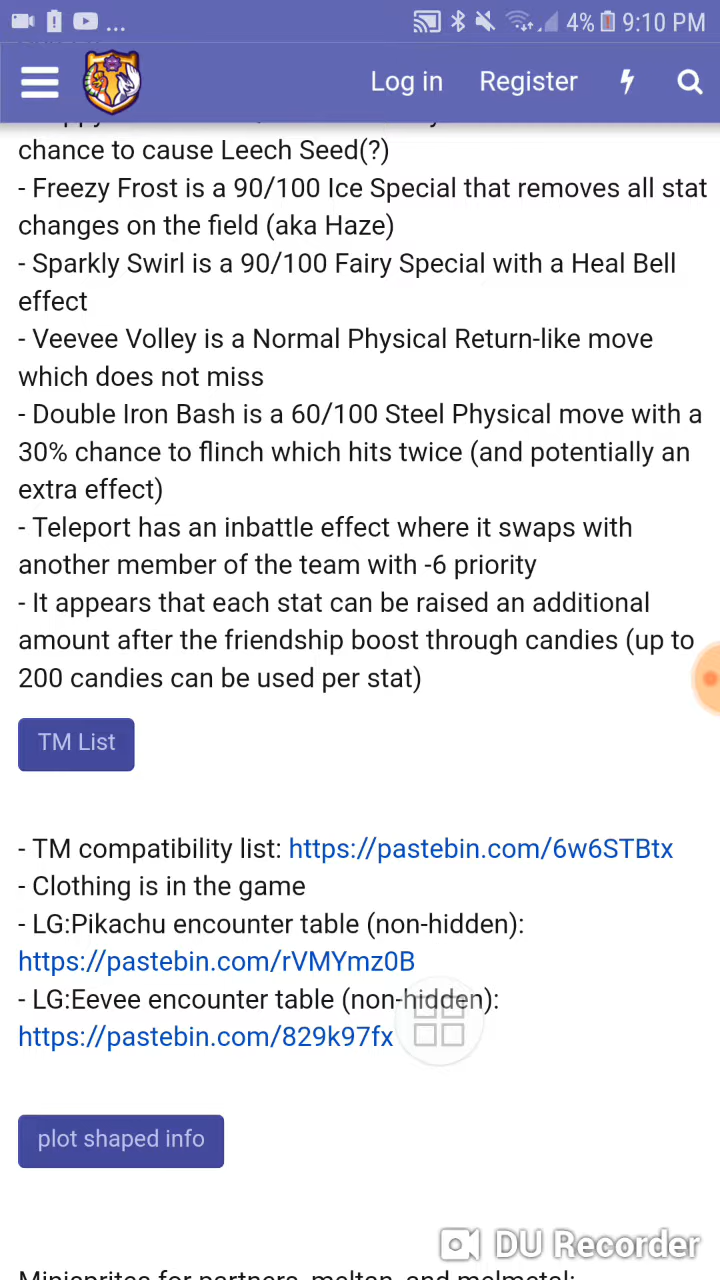 ... 4% 9:10 PM
Log in Register
chance to cause Leech Seed(?)
- Freezy Frost is a 90/100 Ice Special that removes all stat
changes on the field (aka Haze)
- Sparkly Swirl is a 90/100 Fairy Special with a Heal Bell
effect
- Veevee Volley is a Normal Physical Return-like move
which does not miss
- Double Iron Bash is a 60/100 Steel Physical move with a
30% chance to flinch which hits twice (and potentially an
extra effect)
- Teleport has an inbattle effect where it swaps with
another member of the team with -6 priority
- It appears that each stat can be raised an additional
amount after the friendship boost through candies (up to
200 candies can be used per stat)
TM List
- TM compatibility list: https://pastebin.com/6w6STBtx
- Clothing is in the game
- LG:Pikachu encounter table (non-hidden):
https://pastebin.com/rVMYmz0B
- LG:Eevee encounter table (non-hidden):
https://pastebin.com/829k97fx
plot shaped info
DU Recorder
Minisprites for partners, meltan, and melmetal: